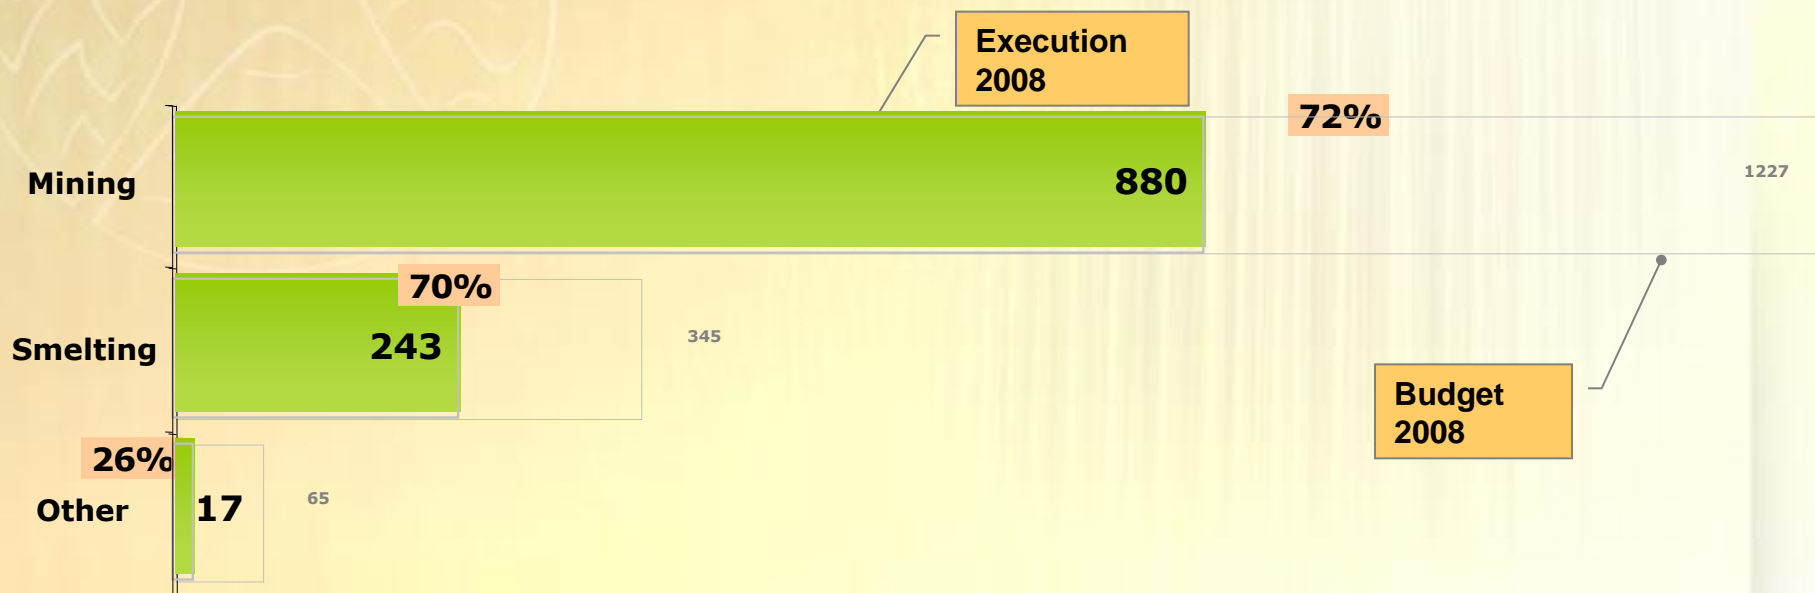 Execution
2008
72%
Mining
880
1227
70%
Smelting
243
345
Budget
2008
26%
Other
17
65